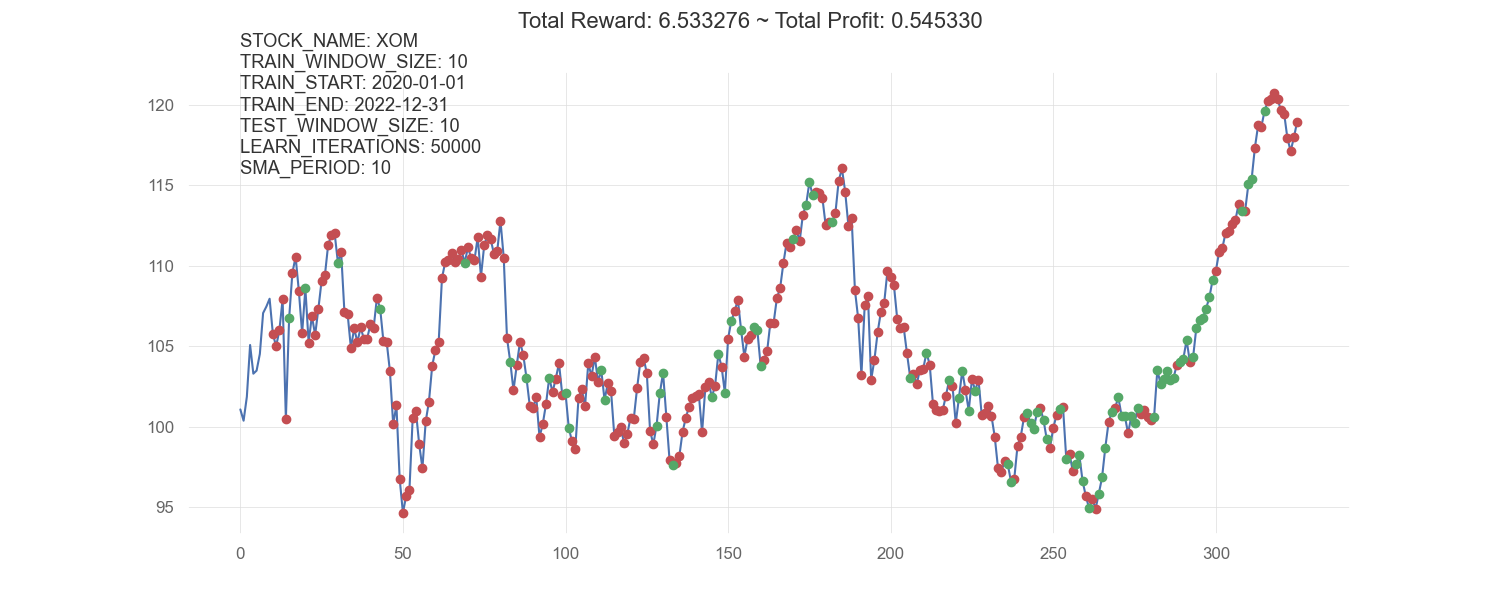 Total Reward: 6.533276 ~ Total Profit: 0.545330
STOCK_NAME: XOM
TRAIN_WINDOW_SIZE: 10
TRAIN_START: 2020-01-01
TRAIN_END: 2022-12-31
TEST_WINDOW_SIZE: 10
LEARN_ITERATIONS: 50000
SMA_PERIOD: 10
120
115
110
105
100
95
0 50 100 150 200 250 300